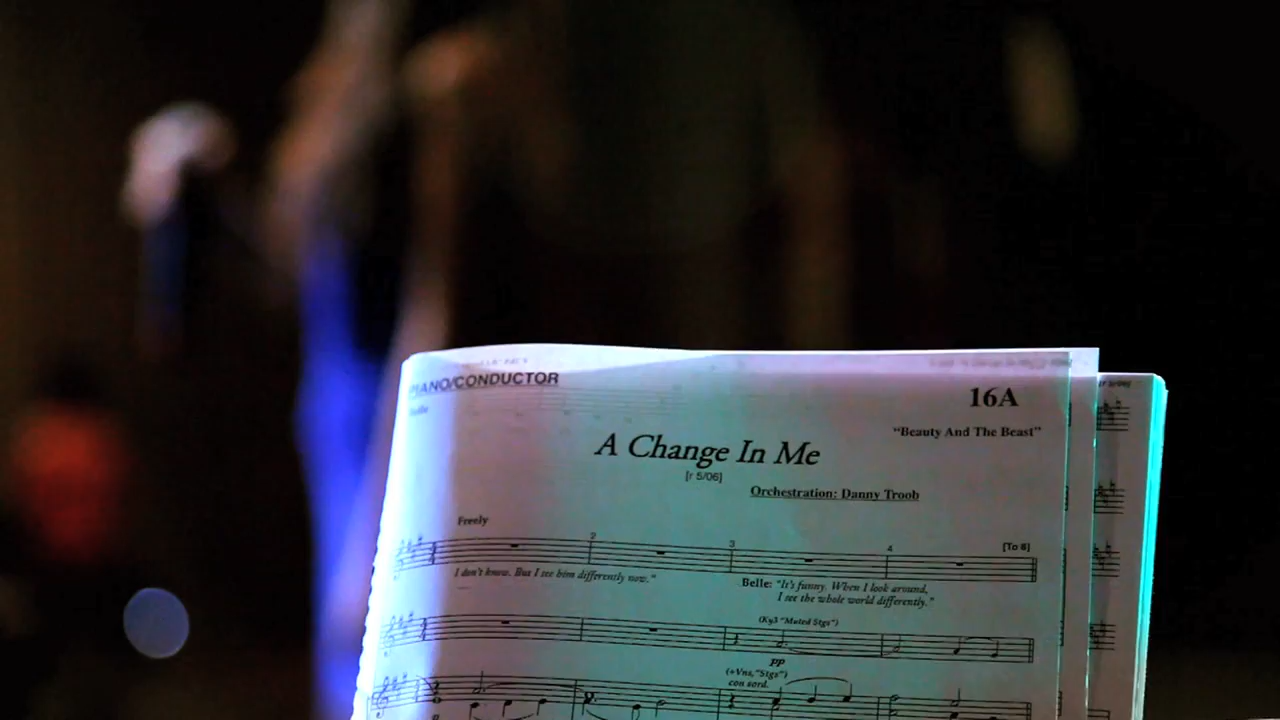 PIANO/CONDUCTOR
16A
"Beauty And The Beast"
A Change In Me
[r 5/06]
Orchestration: Danny Troob
Freely
2
3
4
[To 8]
I don't know. But I see him differently now."
Belle: "It's funny. When I look around,
I see the whole world differently."
(Ky3 "Muted Stgs")
pp
(+Vns, "Stgs")
con sord.